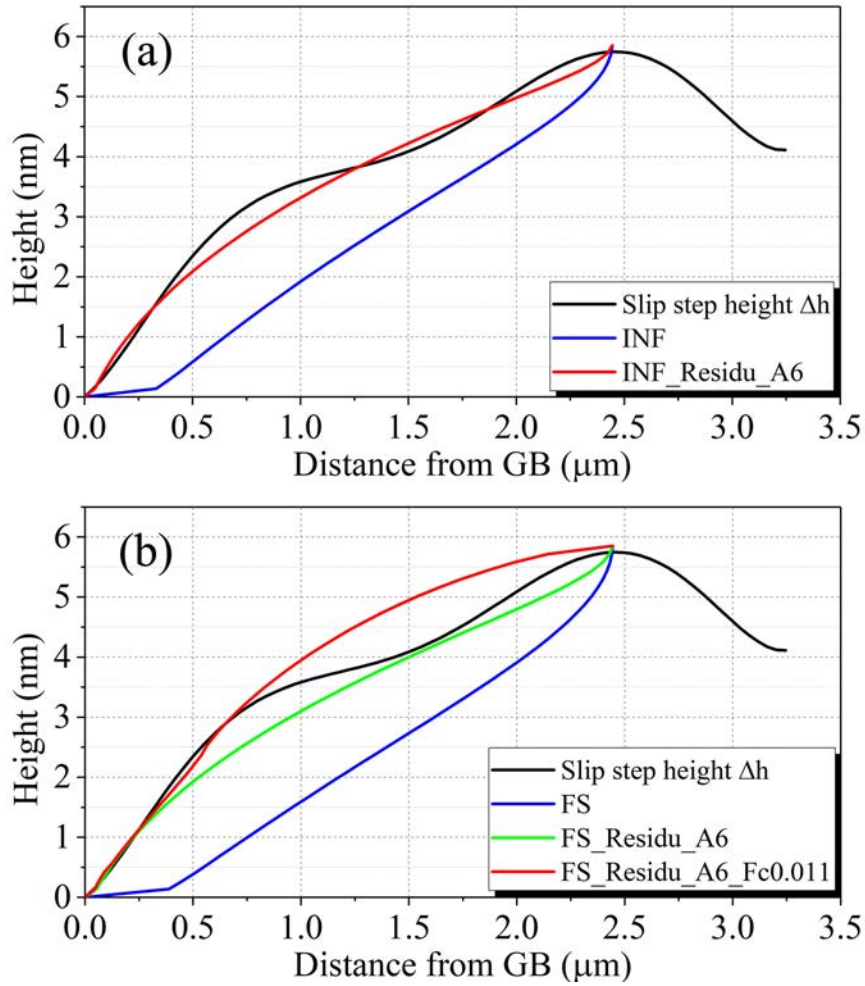 (a)
6
5
4
3
2
1
0
Height (nm)
Slip step height Δh
INF
INF_Residu_A6
0.0 0.5 1.0 1.5 2.0 2.5 3.0 3.5
Distance from GB (μm)
(b)
6
5
4
3
2
1
0
Height (nm)
Slip step height Δh
FS
FS_Residu_A6
FS_Residu_A6_Fc0.011
0.0 0.5 1.0 1.5 2.0 2.5 3.0 3.5
Distance from GB (μm)